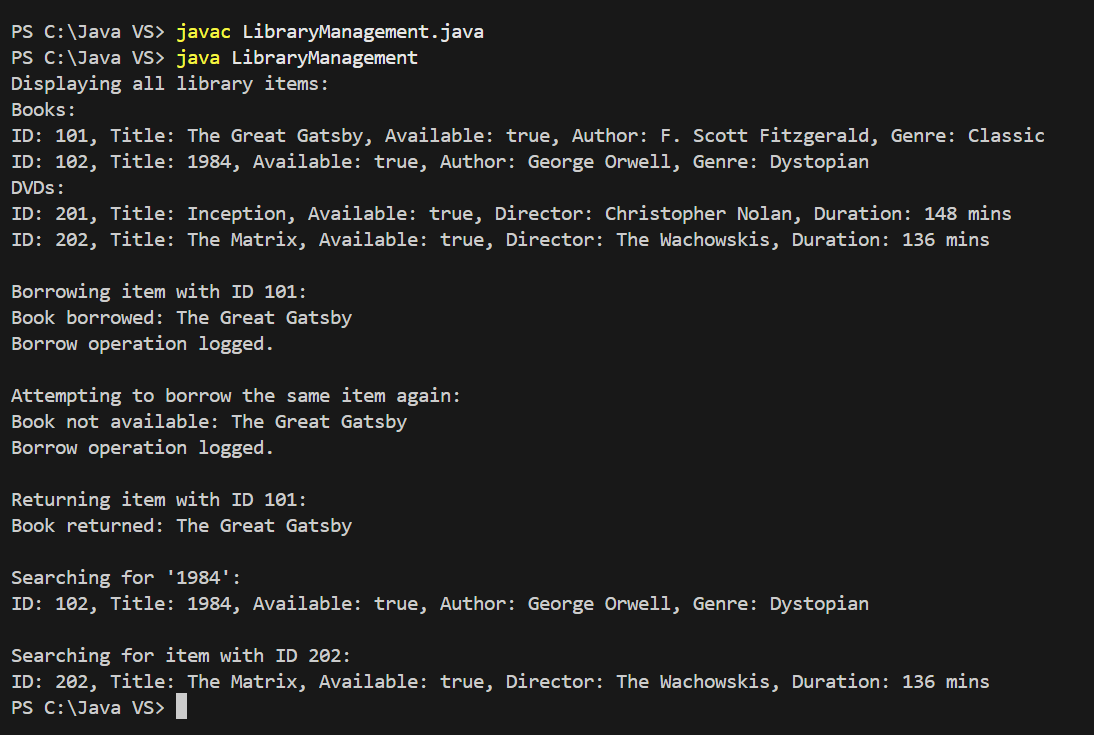 PS C:\Java VS> javac LibraryManagement.java
PS C:\Java VS> java LibraryManagement
Displaying all library items:
Books:
ID: 101, Title: The Great Gatsby, Available: true, Author: F. Scott Fitzgerald, Genre: Classic
ID: 102, Title: 1984, Available: true, Author: George Orwell, Genre: Dystopian
DVDs:
ID: 201, Title: Inception, Available: true, Director: Christopher Nolan, Duration: 148 mins
ID: 202, Title: The Matrix, Available: true, Director: The Wachowskis, Duration: 136 mins

Borrowing item with ID 101:
Book borrowed: The Great Gatsby
Borrow operation logged.

Attempting to borrow the same item again:
Book not available: The Great Gatsby
Borrow operation logged.

Returning item with ID 101:
Book returned: The Great Gatsby

Searching for '1984':
ID: 102, Title: 1984, Available: true, Author: George Orwell, Genre: Dystopian

Searching for item with ID 202:
ID: 202, Title: The Matrix, Available: true, Director: The Wachowskis, Duration: 136 mins
PS C:\Java VS>